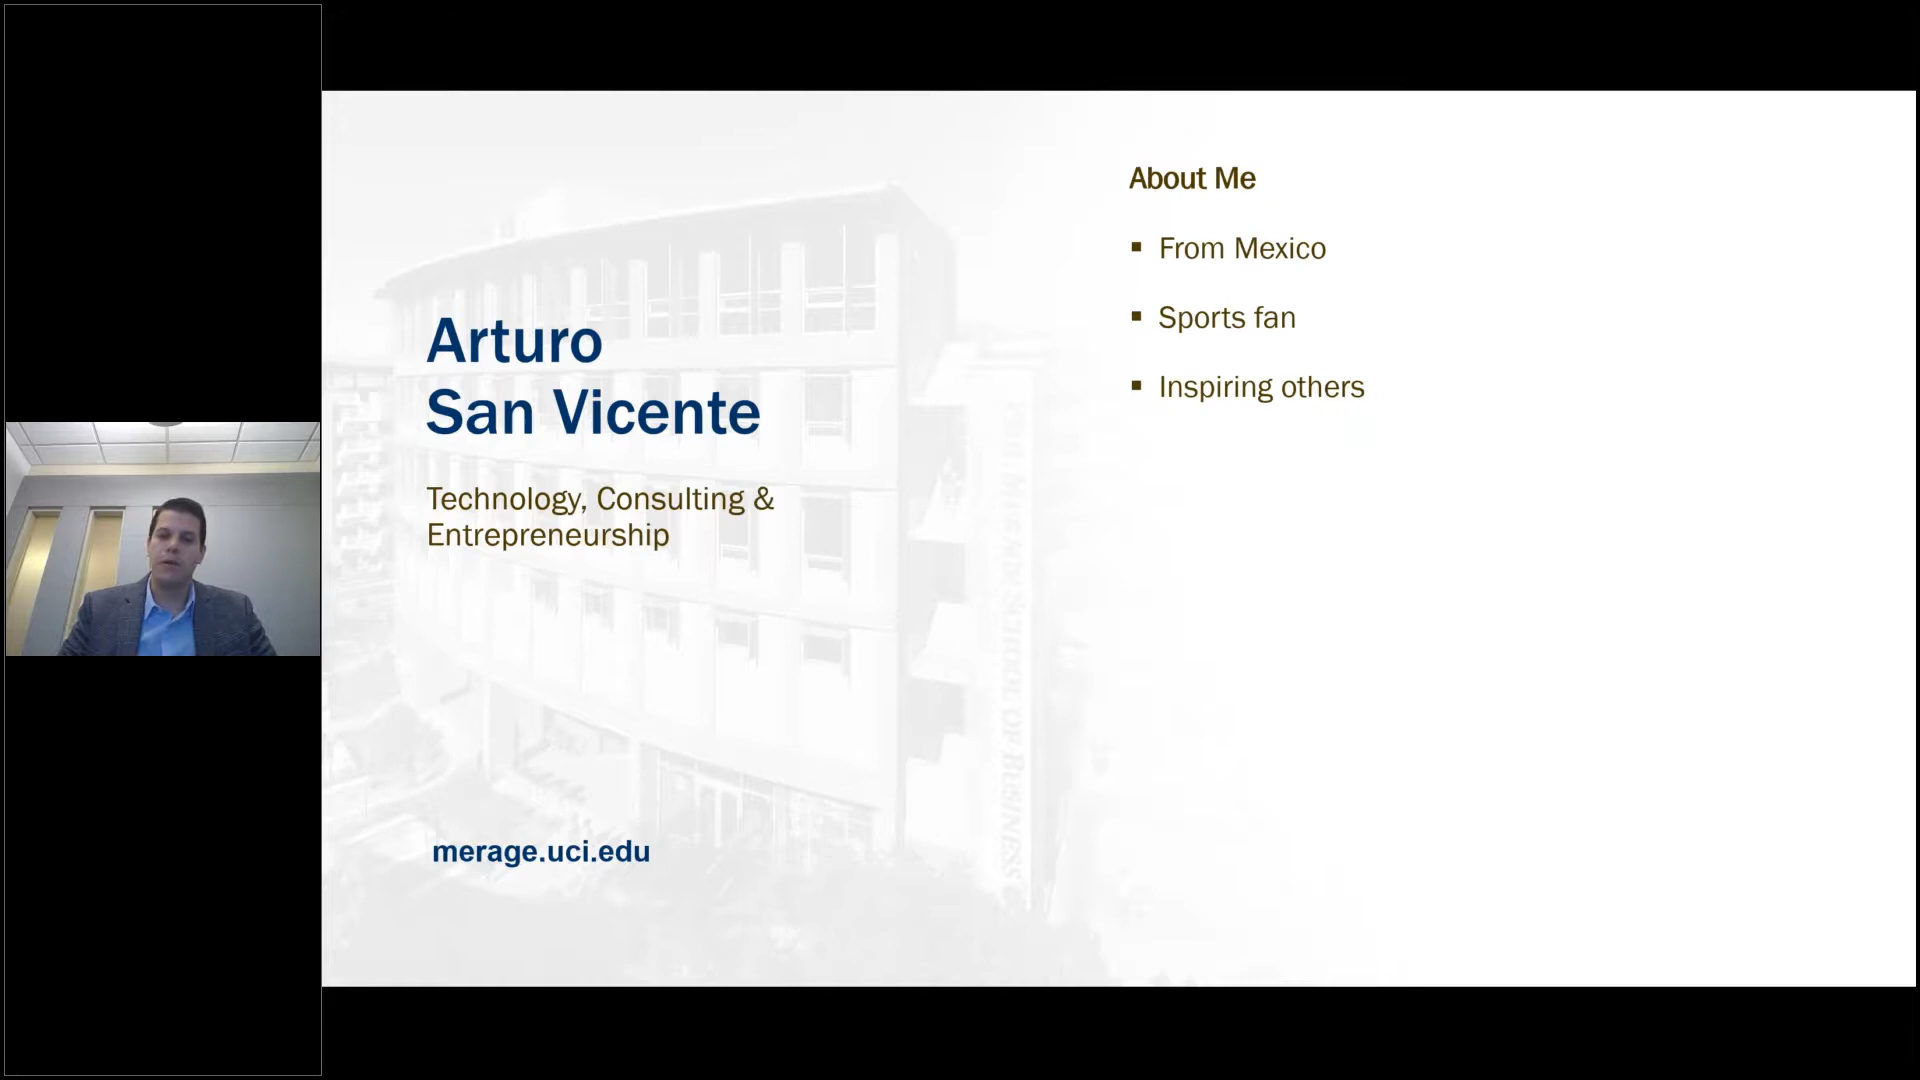 Arturo
San Vicente
Technology, Consulting &
Entrepreneurship
merage.uci.edu
About Me
▪ From Mexico
▪ Sports fan
▪ Inspiring others